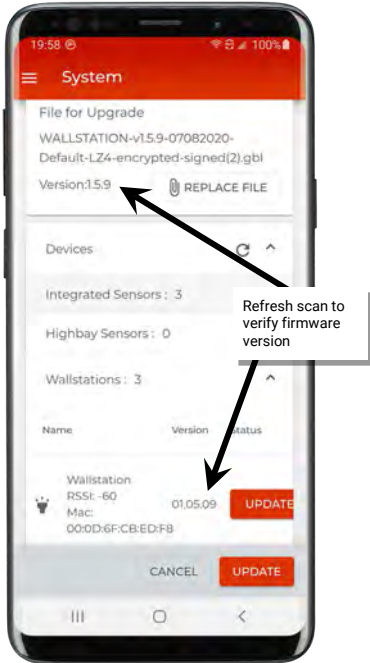 19:58
100%
System
File for Upgrade
WALLSTATION-v1.5.9-07082020-
Default-LZ4-encrypted-signed(2).gbl
Version:1.5.9
REPLACE FILE
Devices
Integrated Sensors: 3
Refresh scan to
verify firmware
version
Highbay Sensors: 0
Wallstations: 3
Name Version Status
Wallstation
RSSI: -60
Mac:
00:0D:6F:CB:ED:F8
01.05.09
UPDATE
CANCEL
UPDATE